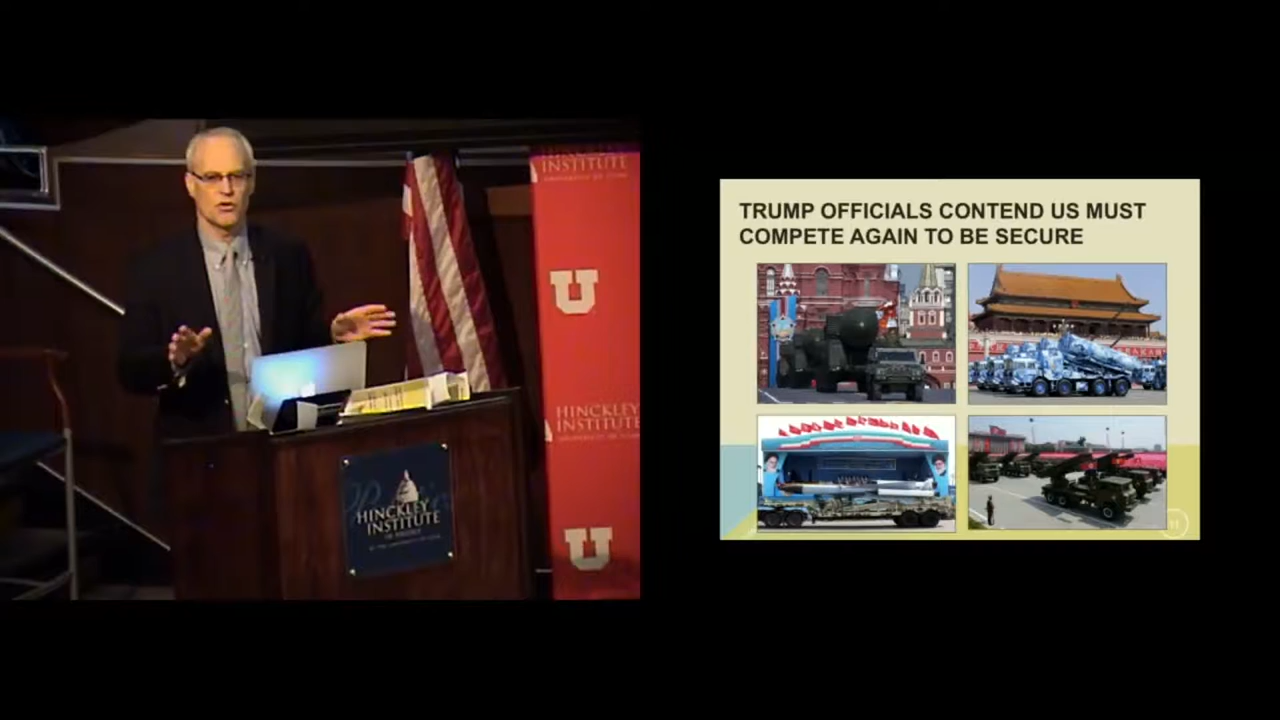 INSTITUTE
U
HINCKLEY
INSTITUTE
U
HINCKLEY
INSTITUTE
TRUMP OFFICIALS CONTEND US MUST
COMPETE AGAIN TO BE SECURE